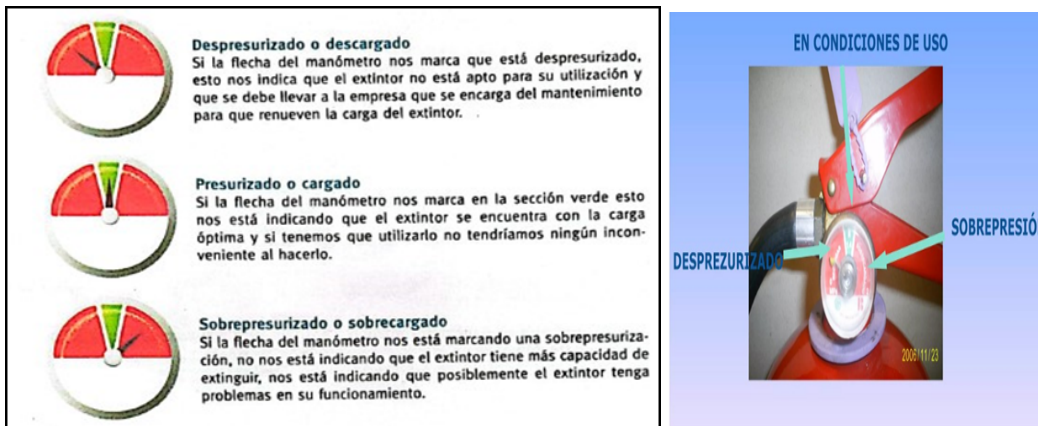 Despresurizado o descargado
Si la flecha del manómetro nos marca que está despresurizado,
esto nos indica que el extintor no está apto para su utilización y
que se debe llevar a la empresa que se encarga del mantenimiento
para que renueven la carga del extintor.
Presurizado o cargado
Si la flecha del manómetro nos marca en la sección verde esto
nos está indicando que el extintor se encuentra con la carga
óptima y si tenemos que utilizarlo no tendríamos ningún incon-
veniente al hacerlo.
Sobrepresurizado o sobrecargado
Si la flecha del manómetro nos está marcando una sobrepresuriza-
ción, no nos está indicando que el extintor tiene más capacidad de
extinguir, nos está indicando que posiblemente el extintor tenga
problemas en su funcionamiento.
EN CONDICIONES DE USO
SOBREPRESIÓ
DESPREZURIZADO
2006/11/23